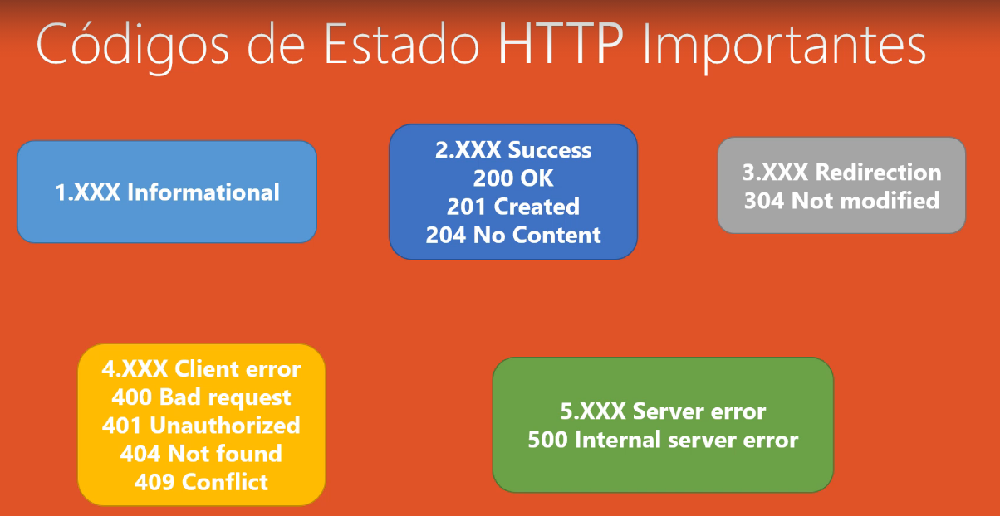 Códigos de Estado HTTP Importantes
1.XXX Informational
2.XXX Success
200 OK
201 Created
204 No Content
3.XXX Redirection
304 Not modified
4.XXX Client error
400 Bad request
401 Unauthorized
404 Not found
409 Conflict
5.XXX Server error
500 Internal server error